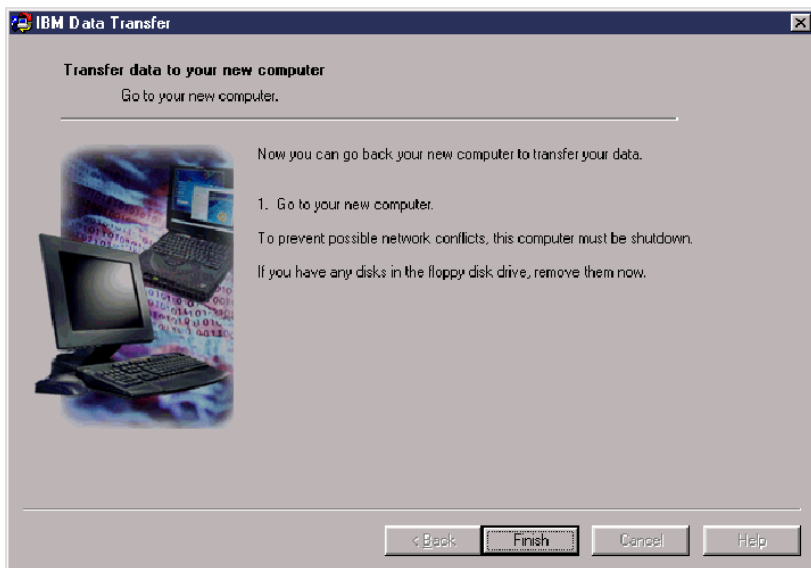 IBM Data Transfer
Transfer data to your new computer
Go to your new computer.
Now you can go back your new computer to transfer your data.
1. Go to your new computer.
To prevent possible network conflicts, this computer must be shutdown.
If you have any disks in the floppy disk drive, remove them now.
< Back
Finish
Cancel
Help